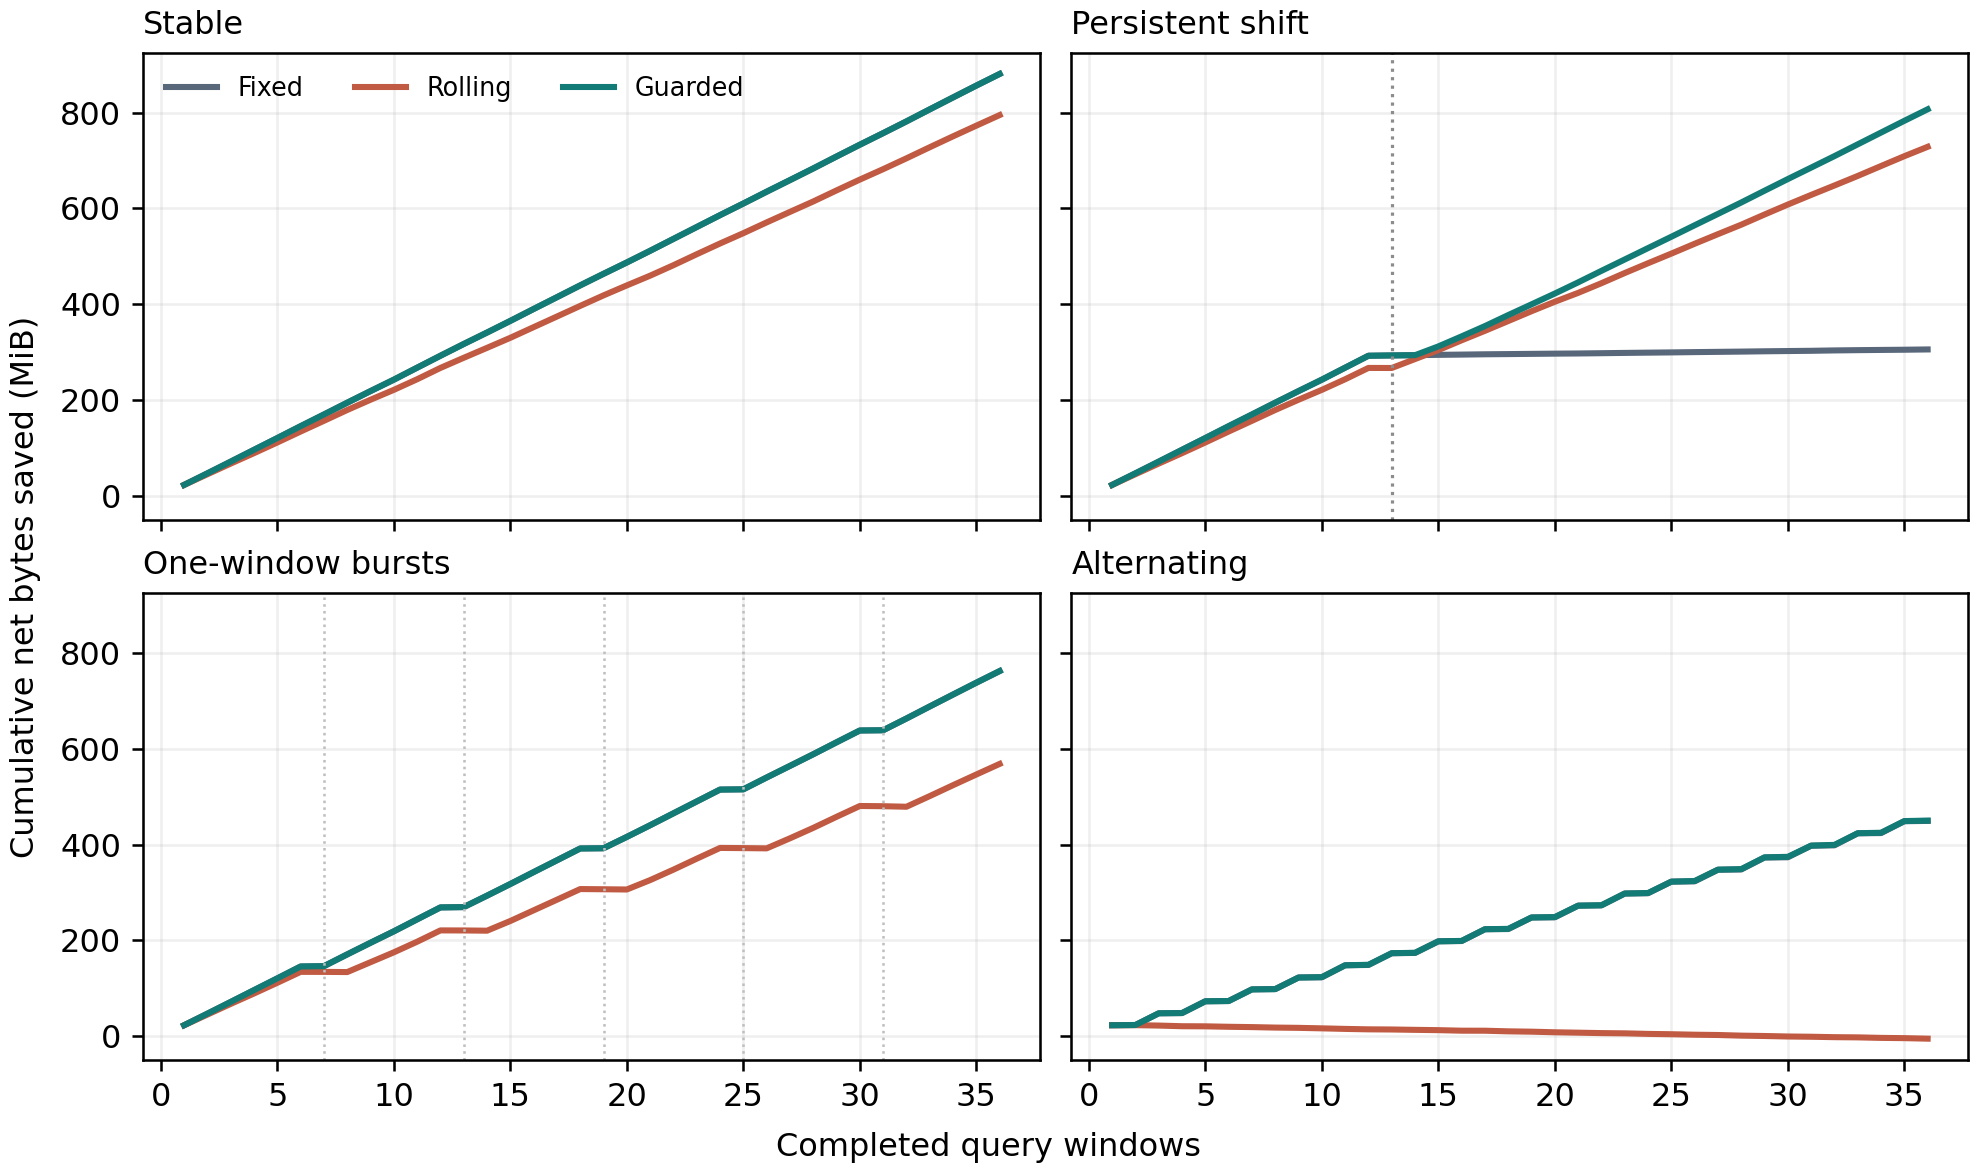 Stable
Persistent shift
Fixed
Rolling
Guarded
800
600
400
200
0
One-window bursts
Alternating
800
600
400
200
0
0 5 10 15 20 25 30 35
0 5 10 15 20 25 30 35
Cumulative net bytes saved (MiB)
Completed query windows